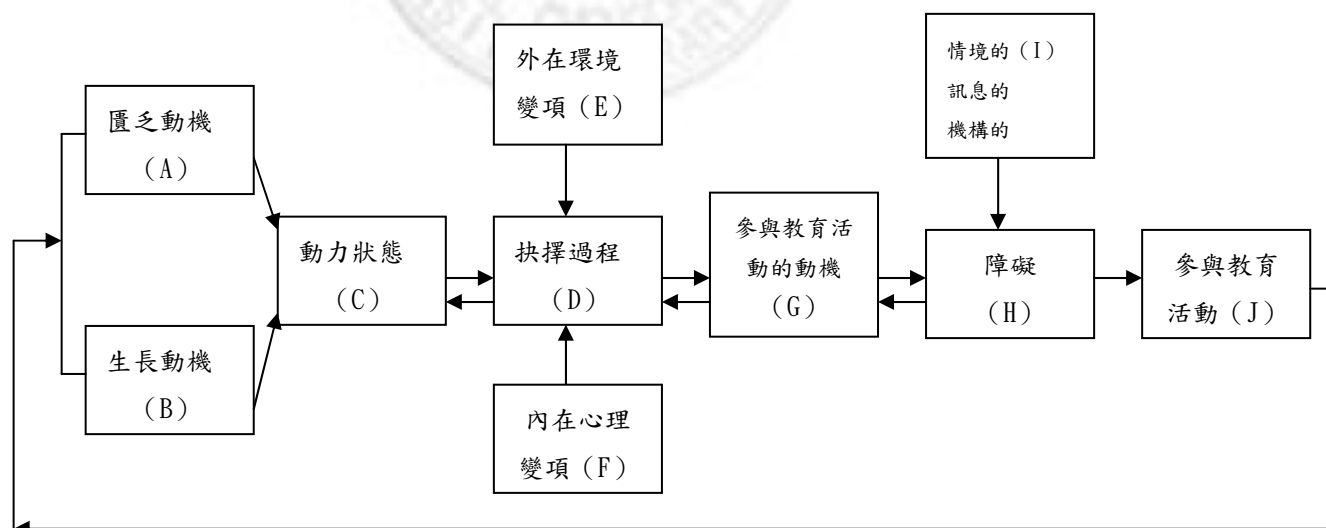 匱乏動機
（A）
生長動機
（B）
動力狀態
（C）
外在環境
變項（E）
抉擇過程
（D）
內在心理
變項（F）
參與教育活
動的動機
（G）
情境的（I）
訊息的
機構的
障礙
（H）
參與教育
活動（J）